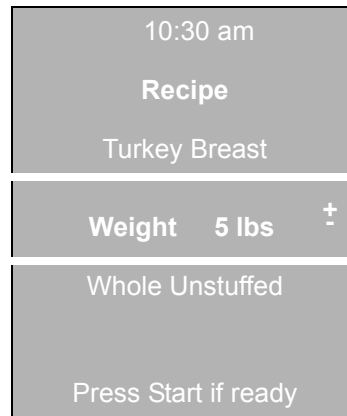 10:30 am
Recipe
Turkey Breast
Weight 5 lbs +
-
Whole Unstuffed
Press Start if ready